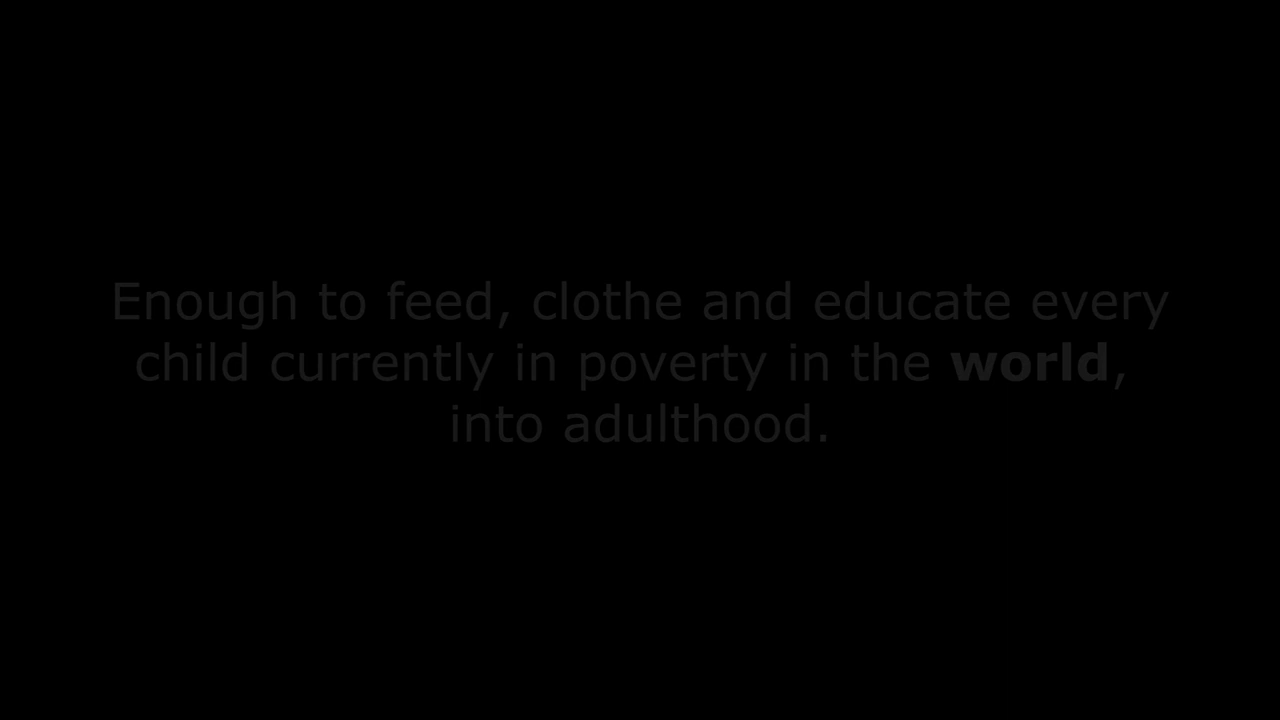 Enough to feed, clothe and educate every
child currently in poverty in the world,
into adulthood.